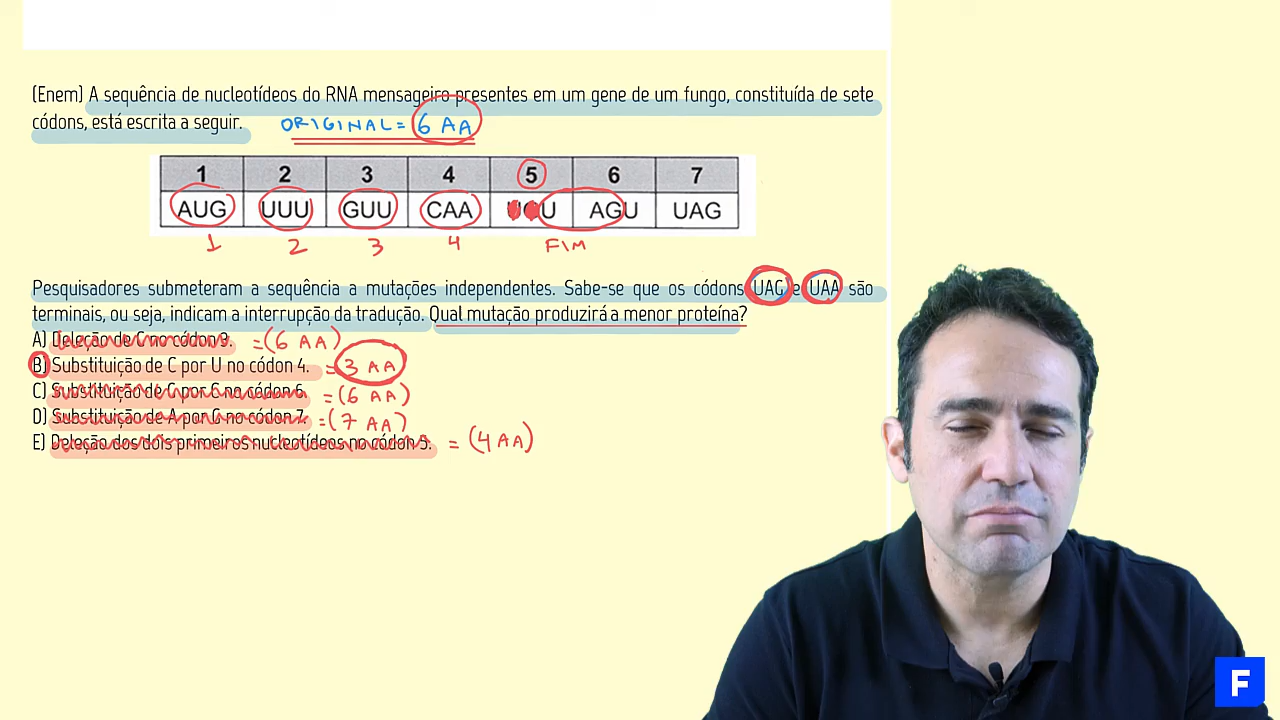 (Enem) A sequência de nucleotídeos do RNA mensageiro presentes em um gene de um fungo, constituída de sete
códons, está escrita a seguir. ORIGINAL = 6 AA
1 2 3 4 5 6 7
AUG UUU GUU CAA U U AGU UAG
1 2 3 4 FIM
Pesquisadores submeteram a sequência a mutações independentes. Sabe-se que os códons UAG e UAA são
terminais, ou seja, indicam a interrupção da tradução. Qual mutação produzirá a menor proteína?
A) Deleção de G no códon 3. = (6 AA)
B) Substituição de C por U no códon 4. = 3 AA
C) Substituição de G por C no códon 6. = (6 AA)
D) Substituição de A por G no códon 7. = (7 AA)
E) Deleção dos dois primeiros nucleotídeos no códon 5. = (4 AA)
F